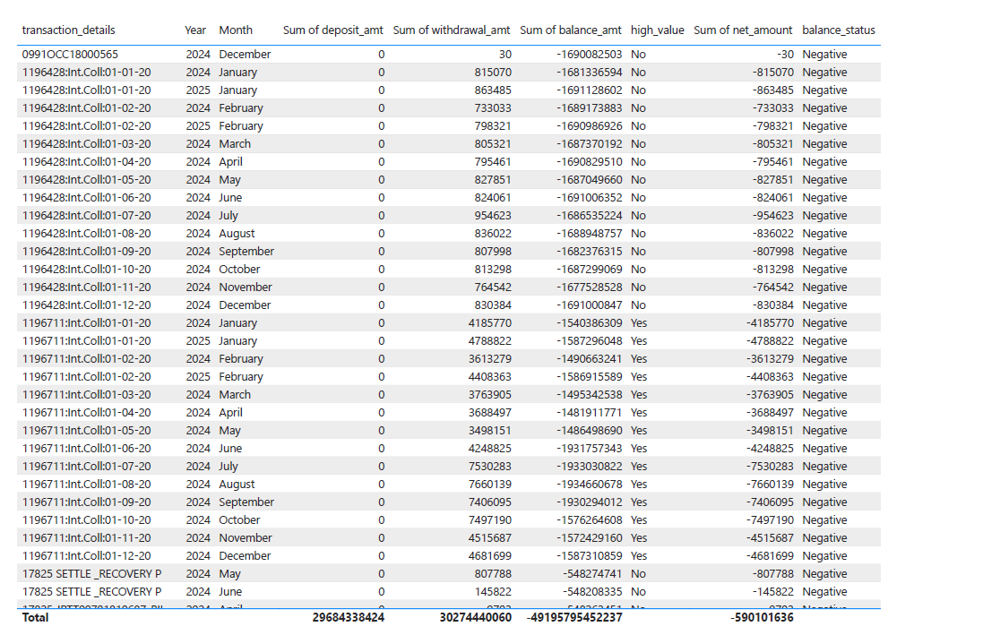 transaction_details Year Month Sum of deposit_amt Sum of withdrawal_amt Sum of balance_amt high_value Sum of net_amount balance_status
0991OCC18000565 2024 December 0 30 -1690082503 No -30 Negative
1196428:Int.Coll:01-01-20 2024 January 0 815070 -1681336594 No -815070 Negative
1196428:Int.Coll:01-01-20 2025 January 0 863485 -1691128602 No -863485 Negative
1196428:Int.Coll:01-02-20 2024 February 0 733033 -1689173883 No -733033 Negative
1196428:Int.Coll:01-02-20 2025 February 0 798321 -1690986926 No -798321 Negative
1196428:Int.Coll:01-03-20 2024 March 0 805321 -1687370192 No -805321 Negative
1196428:Int.Coll:01-04-20 2024 April 0 795461 -1690829510 No -795461 Negative
1196428:Int.Coll:01-05-20 2024 May 0 827851 -1687049660 No -827851 Negative
1196428:Int.Coll:01-06-20 2024 June 0 824061 -1691006352 No -824061 Negative
1196428:Int.Coll:01-07-20 2024 July 0 954623 -1686535224 No -954623 Negative
1196428:Int.Coll:01-08-20 2024 August 0 836022 -1688948757 No -836022 Negative
1196428:Int.Coll:01-09-20 2024 September 0 807998 -1682376315 No -807998 Negative
1196428:Int.Coll:01-10-20 2024 October 0 813298 -1687299069 No -813298 Negative
1196428:Int.Coll:01-11-20 2024 November 0 764542 -1677528528 No -764542 Negative
1196428:Int.Coll:01-12-20 2024 December 0 830384 -1691000847 No -830384 Negative
1196711:Int.Coll:01-01-20 2024 January 0 4185770 -1540386309 Yes -4185770 Negative
1196711:Int.Coll:01-01-20 2025 January 0 4788822 -1587296048 Yes -4788822 Negative
1196711:Int.Coll:01-02-20 2024 February 0 3613279 -1490663241 Yes -3613279 Negative
1196711:Int.Coll:01-02-20 2025 February 0 4408363 -1586915589 Yes -4408363 Negative
1196711:Int.Coll:01-03-20 2024 March 0 3763905 -1495342538 Yes -3763905 Negative
1196711:Int.Coll:01-04-20 2024 April 0 3688497 -1481911771 Yes -3688497 Negative
1196711:Int.Coll:01-05-20 2024 May 0 3498151 -1486498690 Yes -3498151 Negative
1196711:Int.Coll:01-06-20 2024 June 0 4248825 -1931757343 Yes -4248825 Negative
1196711:Int.Coll:01-07-20 2024 July 0 7530283 -1933030822 Yes -7530283 Negative
1196711:Int.Coll:01-08-20 2024 August 0 7660139 -1934660678 Yes -7660139 Negative
1196711:Int.Coll:01-09-20 2024 September 0 7406095 -1930294012 Yes -7406095 Negative
1196711:Int.Coll:01-10-20 2024 October 0 7497190 -1576264608 Yes -7497190 Negative
1196711:Int.Coll:01-11-20 2024 November 0 4515687 -1572429160 Yes -4515687 Negative
1196711:Int.Coll:01-12-20 2024 December 0 4681699 -1587310859 Yes -4681699 Negative
17825 SETTLE _RECOVERY P 2024 May 0 807788 -548274741 No -807788 Negative
17825 SETTLE _RECOVERY P 2024 June 0 145822 -548208335 No -145822 Negative
2024 April 0 No Negative
Total 29684338424 30274440060 -49195795452237 -590101636